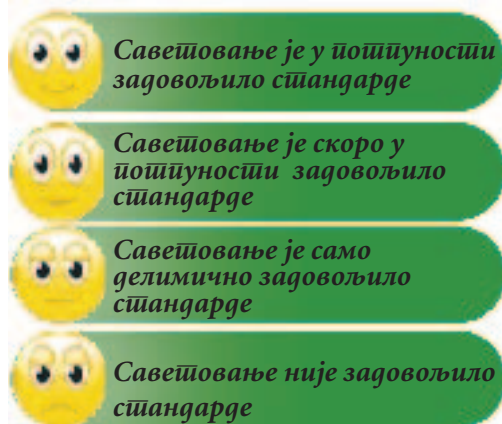 Саветовање је у потпуности
задовољило стандарде
Саветовање је скоро у
потпуности задовољило
стандарде
Саветовање је само
делимично задовољило
стандарде
Саветовање није задовољило
стандарде